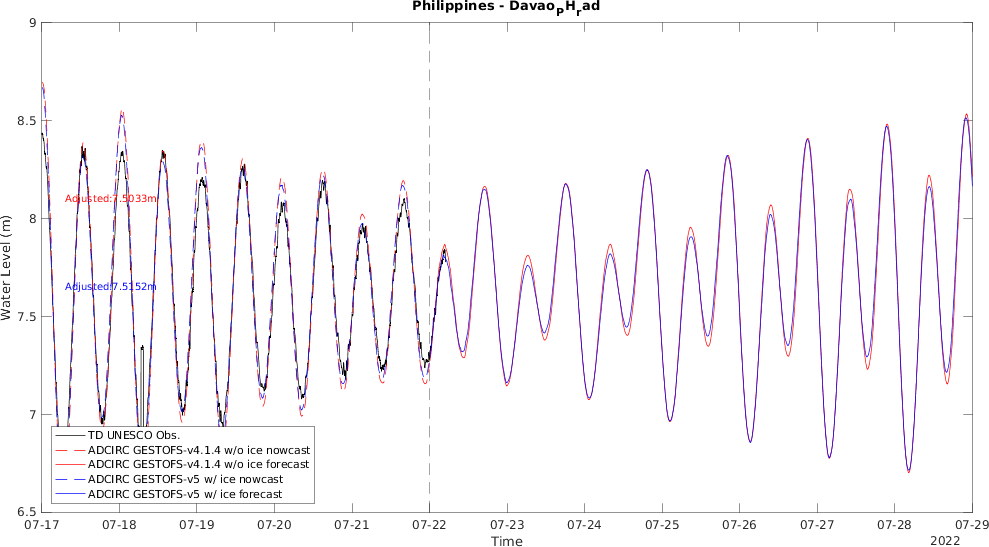 Philippines - DavaopHrad
9
8.5
8
7.5
7
6.5
Water Level (m)
Adjusted:7.5033m
Adjusted:7.5152m
TD UNESCO Obs.
ADCIRC GESTOFS-v4.1.4 w/o ice nowcast
ADCIRC GESTOFS-v4.1.4 w/o ice forecast
ADCIRC GESTOFS-v5 w/ ice nowcast
ADCIRC GESTOFS-v5 w/ ice forecast
07-17 07-18 07-19 07-20 07-21 07-22 07-23 07-24 07-25 07-26 07-27 07-28 07-29
Time
2022